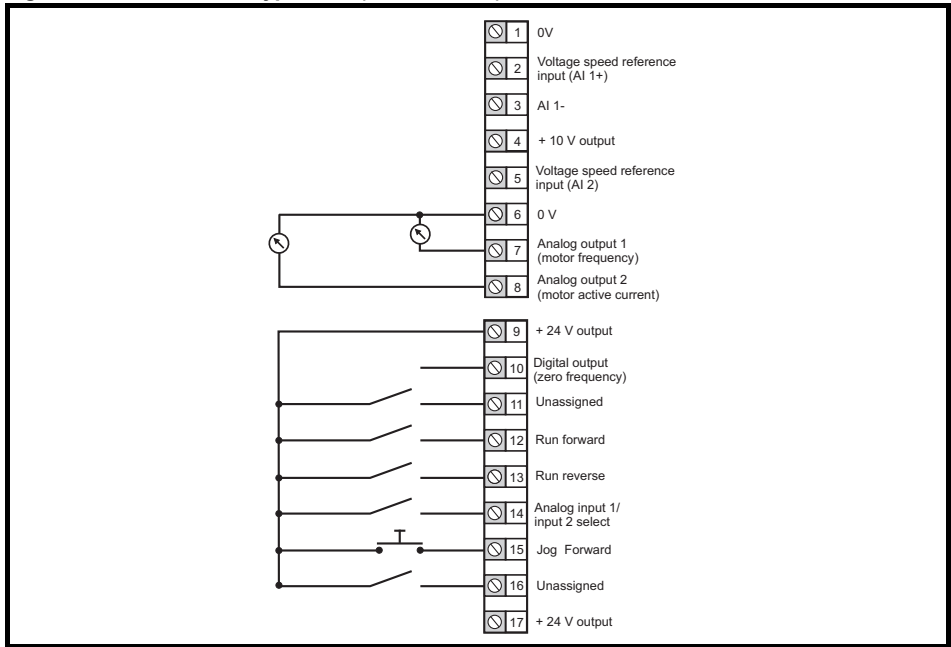 1 0V
2 Voltage speed reference
input (AI 1+)
3 AI 1-
4 + 10 V output
5 Voltage speed reference
input (AI 2)
6 0 V
7 Analog output 1
(motor frequency)
8 Analog output 2
(motor active current)
9 + 24 V output
10 Digital output
(zero frequency)
11 Unassigned
12 Run forward
13 Run reverse
14 Analog input 1/
input 2 select
15 Jog Forward
16 Unassigned
17 + 24 V output